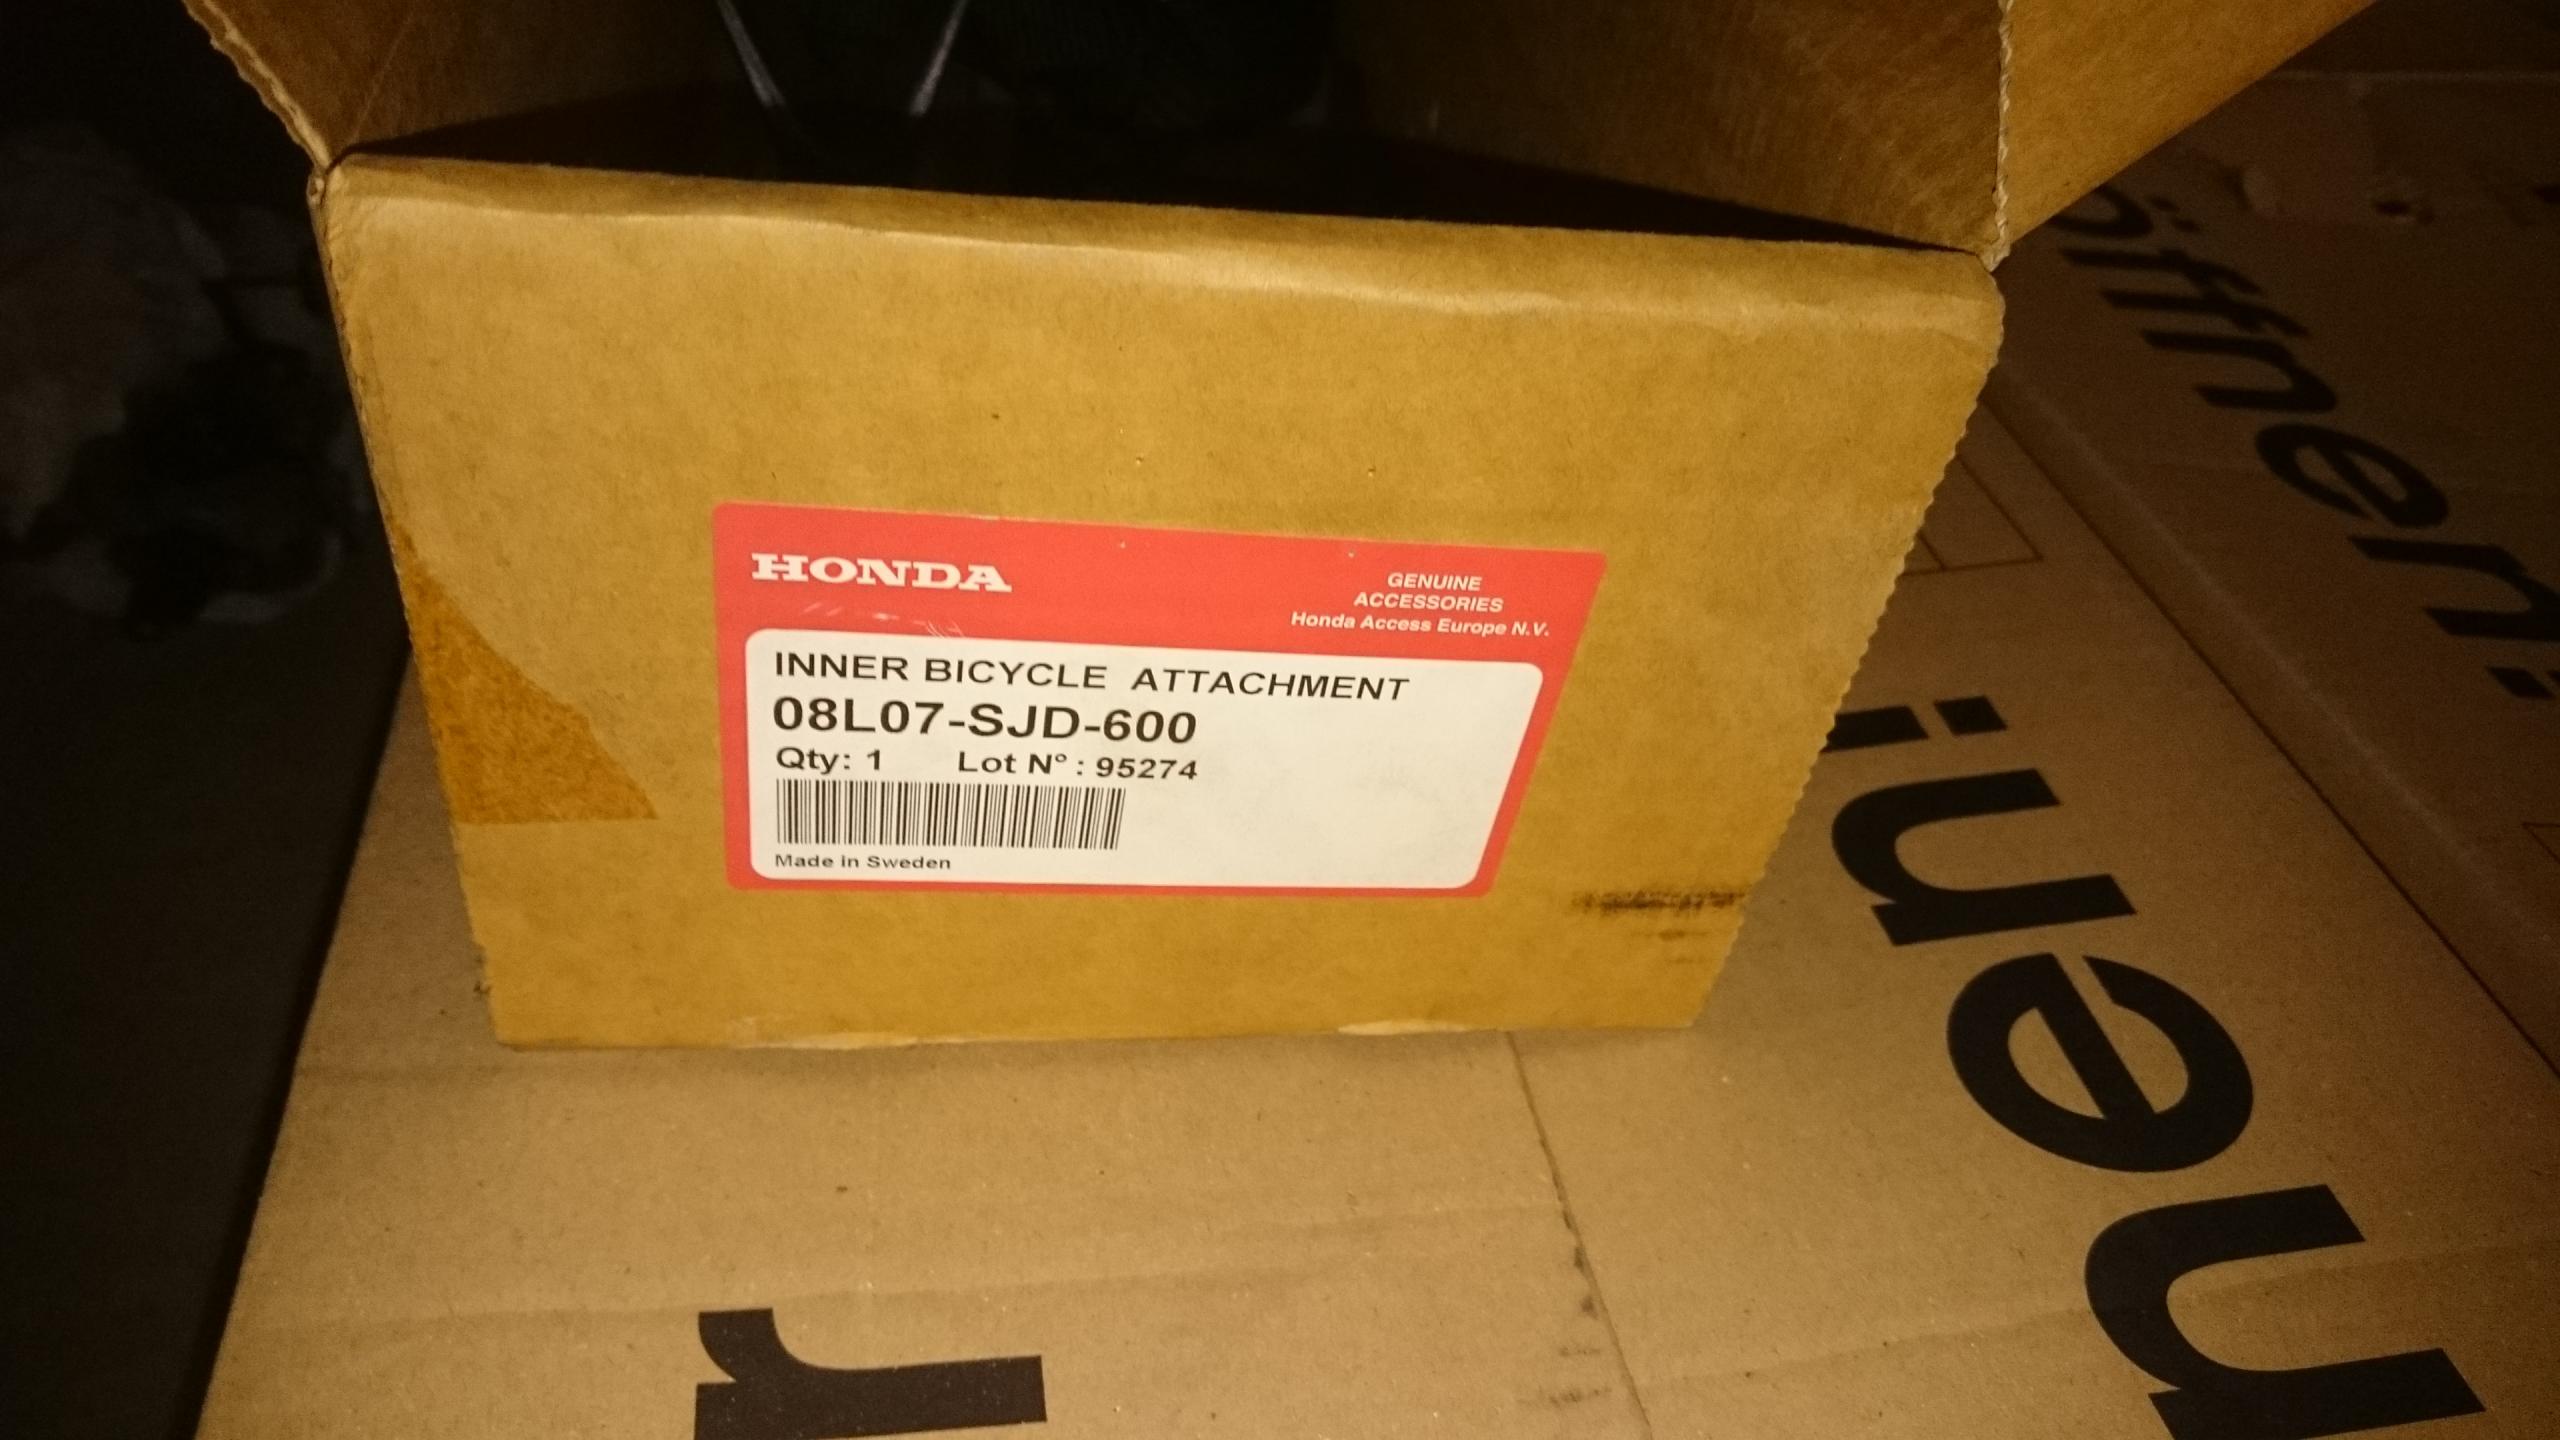 HONDA
GENUINE
ACCESSORIES
Honda Access Europe N.V.
INNER BICYCLE ATTACHMENT
08L07-SJD-600
Qty: 1 Lot N° : 95274
Made in Sweden